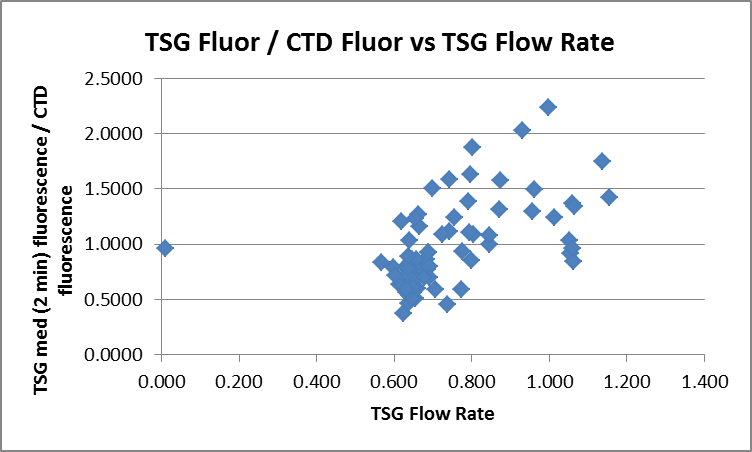 TSG Fluor / CTD Fluor vs TSG Flow Rate
TSG med (2 min) fluorescence / CTD
fluorescence
2.5000
2.0000
1.5000
1.0000
0.5000
0.0000
0.000 0.200 0.400 0.600 0.800 1.000 1.200 1.400
TSG Flow Rate